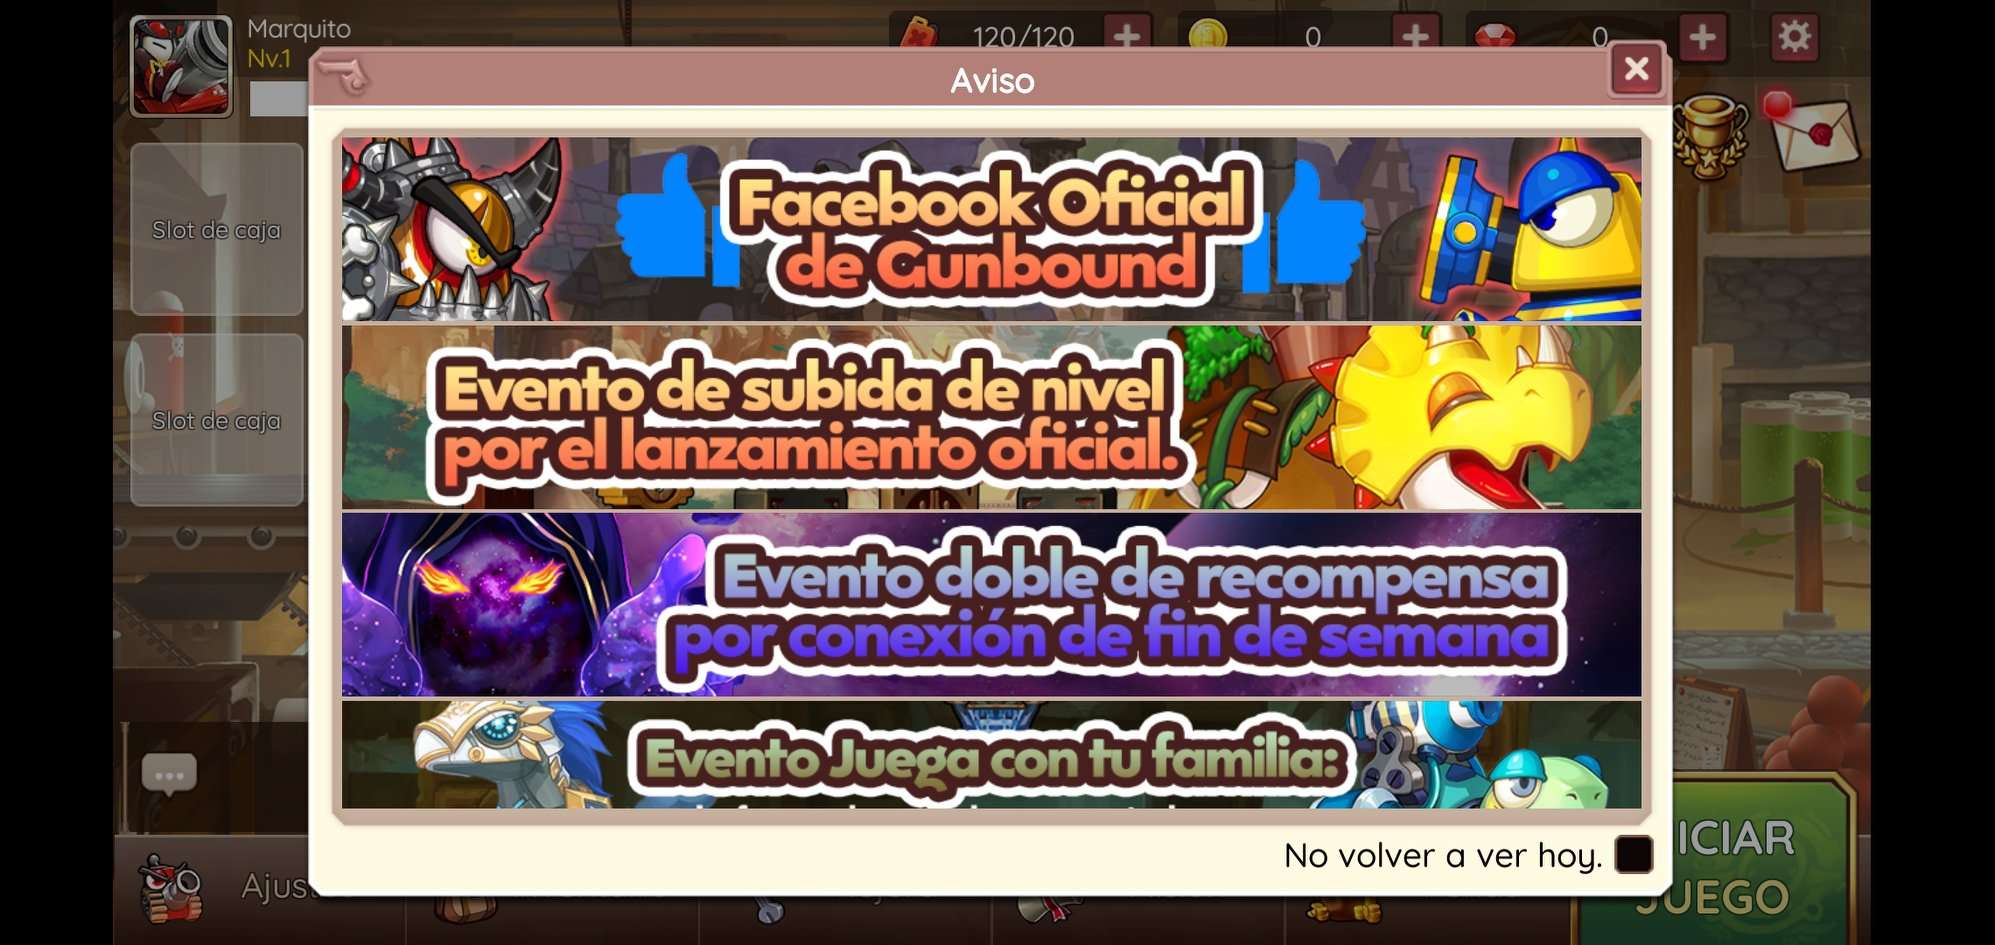 Marquito
Nv.1
120/120
0
0
Aviso
Slot de caja
Slot de caja
Facebook Oficial
de Gunbound
Evento de subida de nivel
por el lanzamiento oficial.
Evento doble de recompensa
por conexión de fin de semana
Evento Juega con tu familia:
No volver a ver hoy.
ICIAR
JUEGO
Ajus